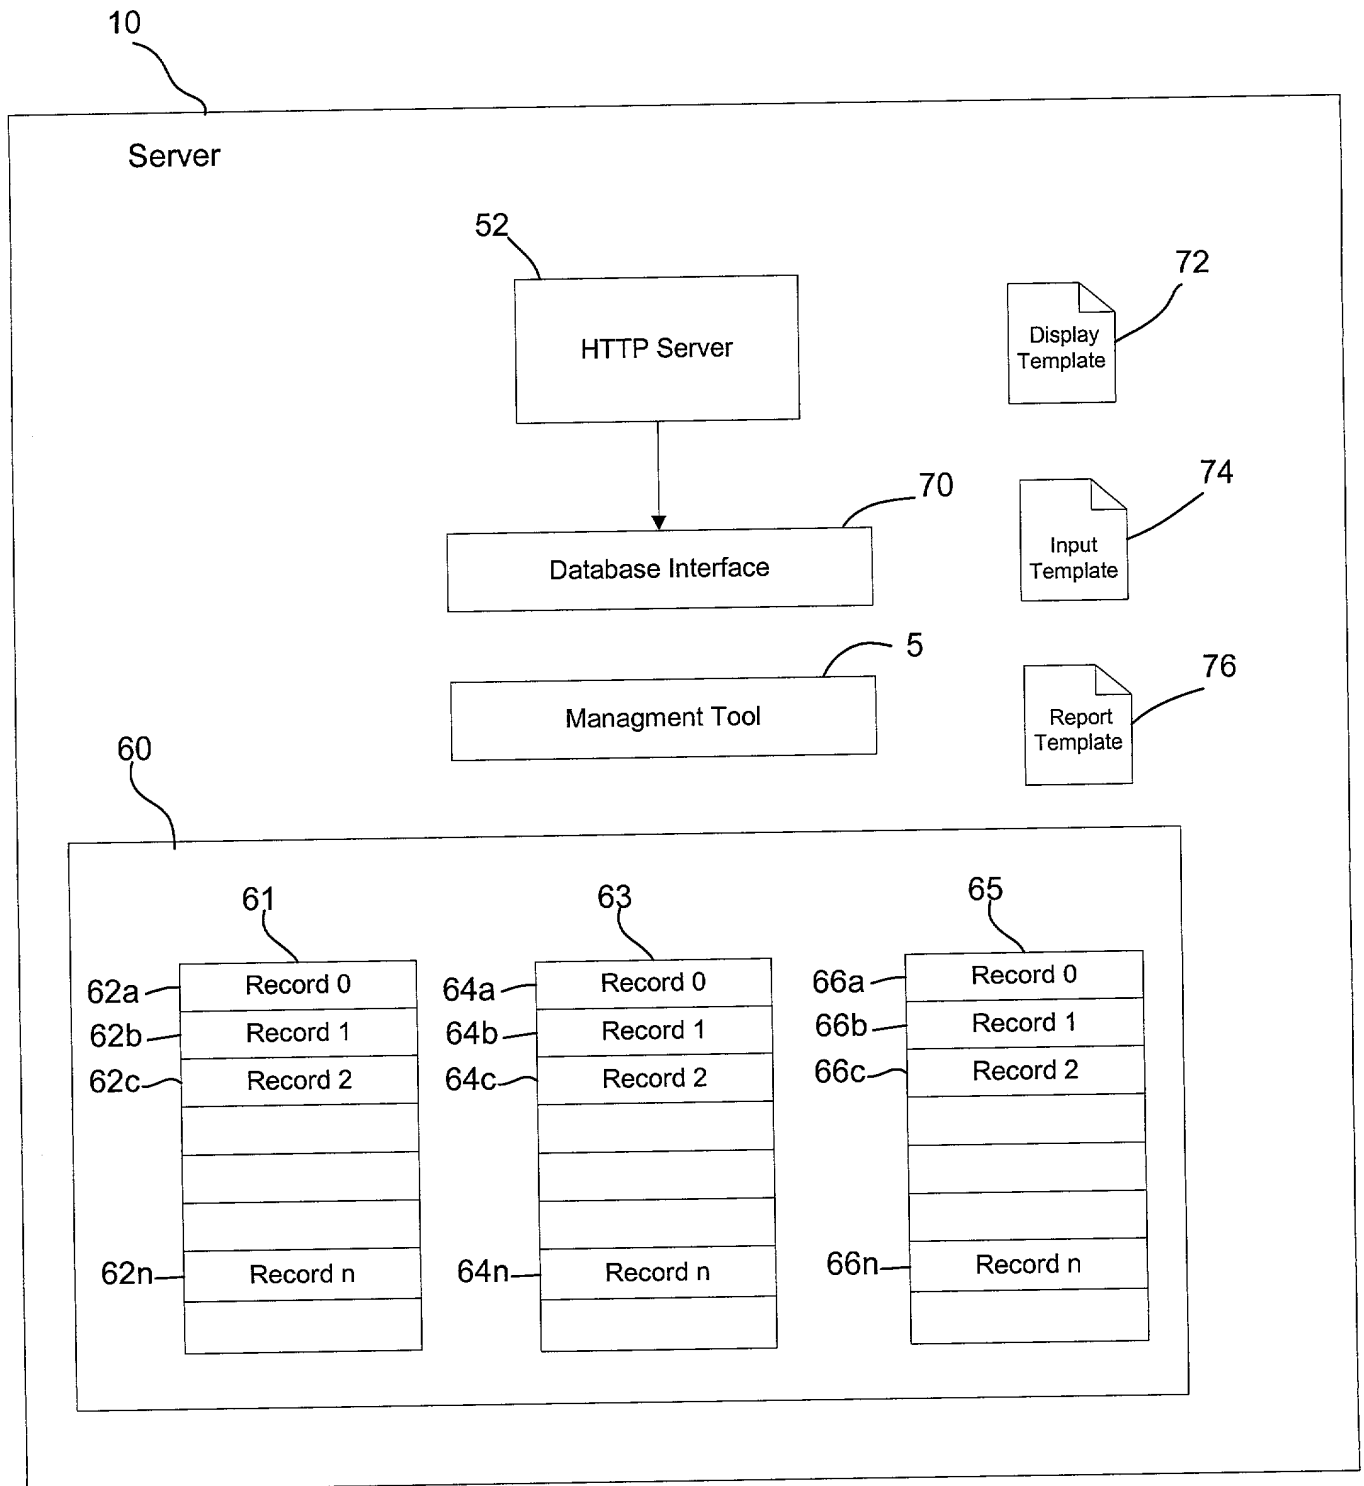 10
Server
52
HTTP Server
72
Display
Template
70
Database Interface
74
Input
Template
5
Managment Tool
76
Report
Template
60
61
63
65
62a
Record 0
64a
Record 0
66a
Record 0
62b
Record 1
64b
Record 1
66b
Record 1
62c
Record 2
64c
Record 2
66c
Record 2
62n
Record n
64n
Record n
66n
Record n